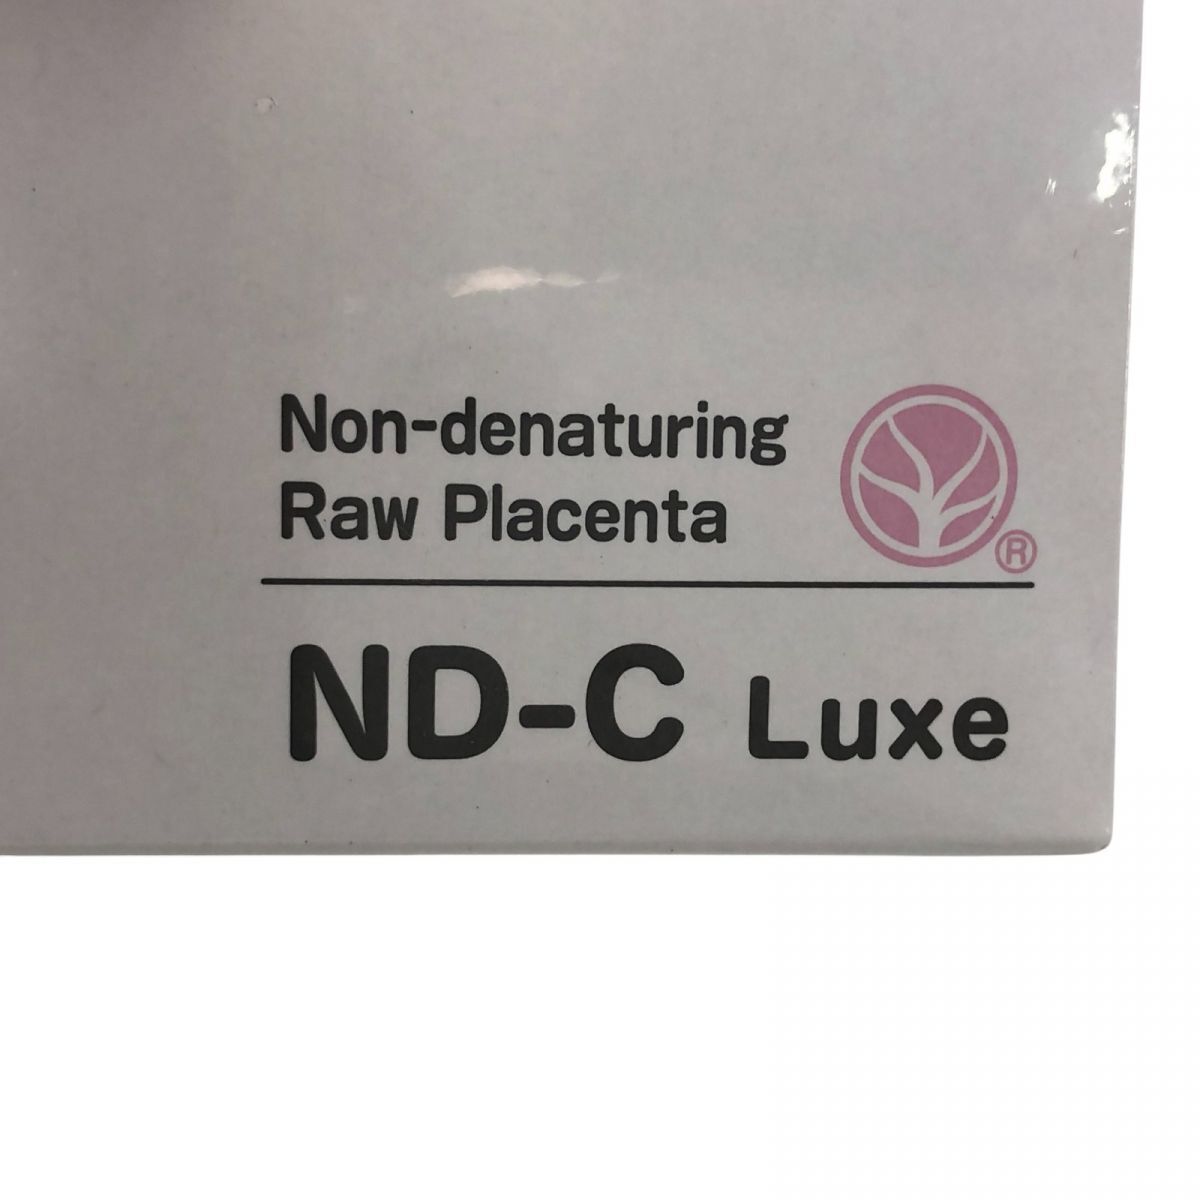 Non-denaturing
Raw Placenta
®
ND-C Luxe